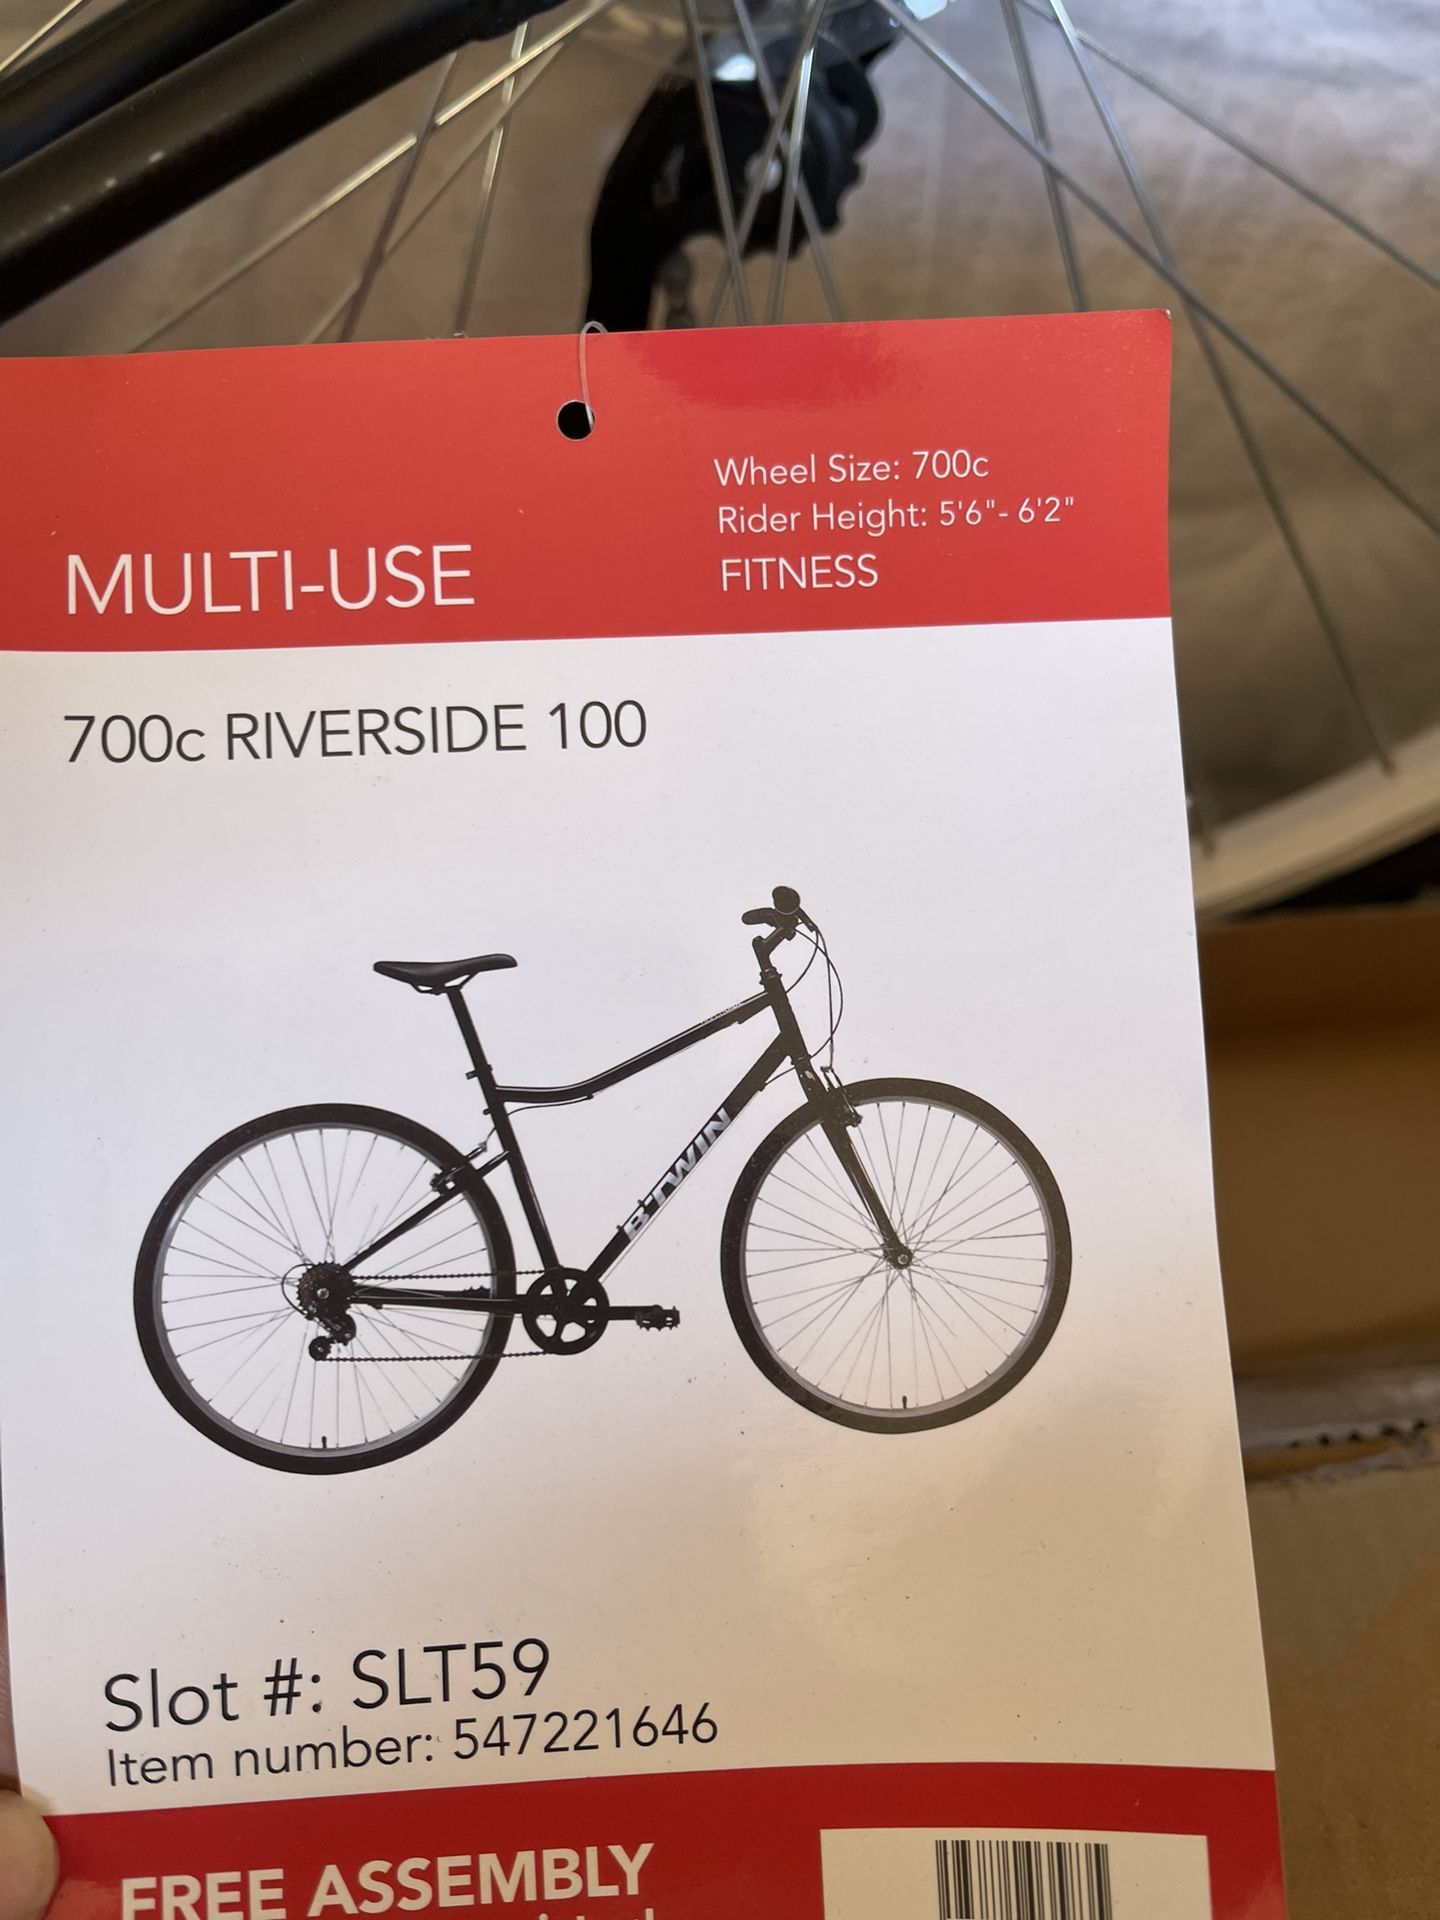 Wheel Size: 700c
Rider Height: 5'6"- 6'2"
FITNESS
MULTI-USE
700c RIVERSIDE 100
B'TWIN
Slot #: SLT59
Item number: 547221646
FREE ASSEMBLY